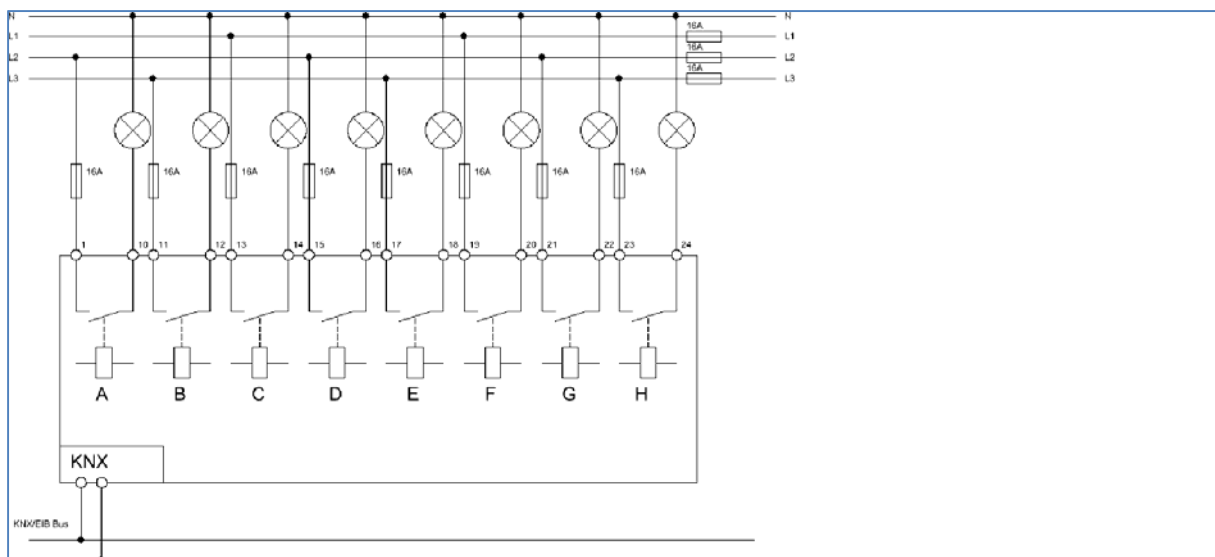 N N
16A
L1 L1
16A
L2 L2
16A
L3 L3
16A 16A 16A 16A 16A 16A 16A 16A
1 10 11 12 13 14 15 16 17 18 19 20 21 22 23 24
A B C D E F G H
KNX
KNX/EIB Bus